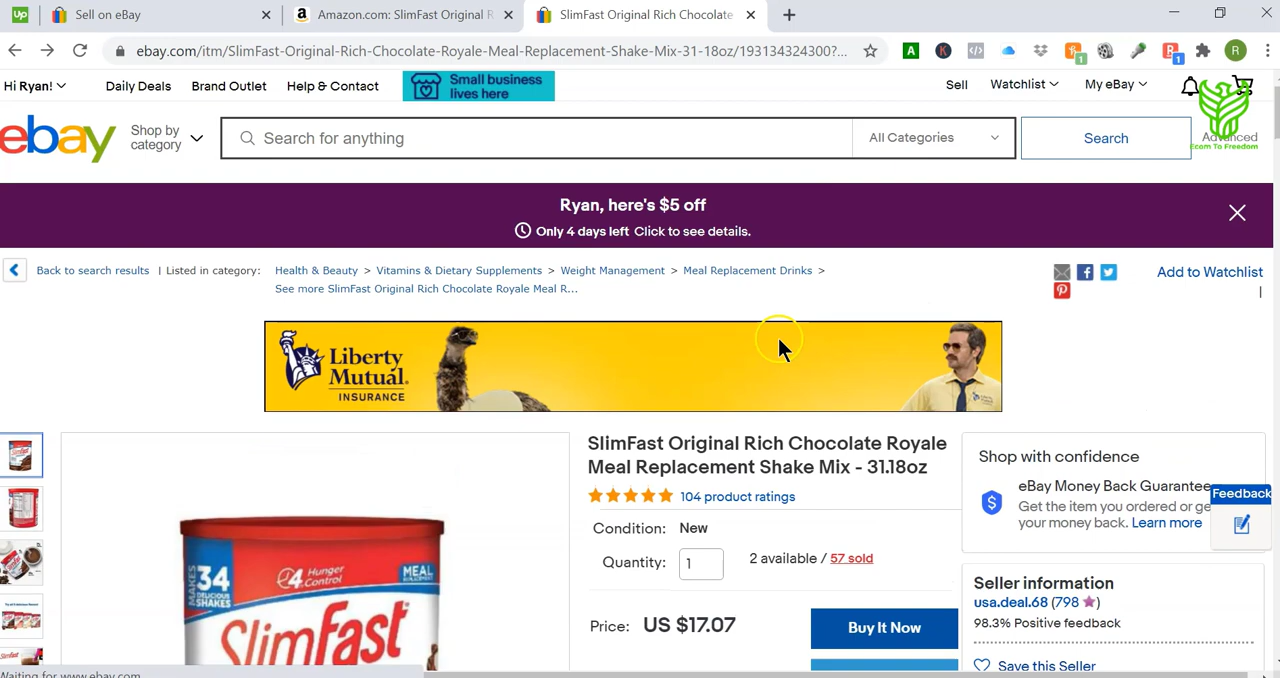 Up
Sell on eBay
Amazon.com: SlimFast Original R
SlimFast Original Rich Chocolate
ebay.com/itm/SlimFast-Original-Rich-Chocolate-Royale-Meal-Replacement-Shake-Mix-31-18oz/193134324300?...
A
K
1
R
1
R
Hi Ryan!
Daily Deals
Brand Outlet
Help & Contact
Small business
lives here
Sell
Watchlist
My eBay
ebay
Shop by
category
Search for anything
All Categories
Search
Advanced
Ecom To Freedom
Ryan, here's $5 off
Only 4 days left Click to see details.
Back to search results
Listed in category:
Health & Beauty > Vitamins & Dietary Supplements > Weight Management > Meal Replacement Drinks >
See more SlimFast Original Rich Chocolate Royale Meal R...
Add to Watchlist
Liberty
Mutual.
INSURANCE
SlimFast Original Rich Chocolate Royale
Meal Replacement Shake Mix - 31.18oz
104 product ratings
Condition: New
Quantity: 1
2 available / 57 sold
Price: US $17.07
Buy It Now
Shop with confidence
eBay Money Back Guarantee
Get the item you ordered or ge
your money back. Learn more
Feedback
Seller information
usa.deal.68 (798)
98.3% Positive feedback
Save this Seller
MAKES
34
DELICIOUS
SHAKES
4 Hunger
Control
MEAL
REPLACEMENT
SlimFast
Waiting for www.ebay.com